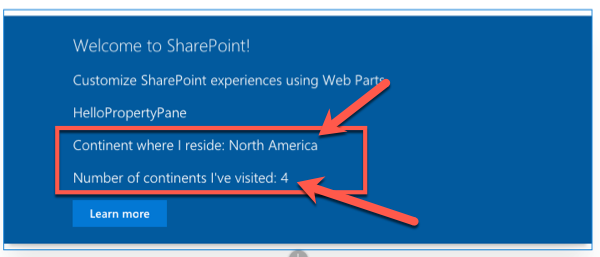 Welcome to SharePoint!
Customize SharePoint experiences using Web Parts.
HelloPropertyPane
Continent where I reside: North America
Number of continents I've visited: 4
Learn more